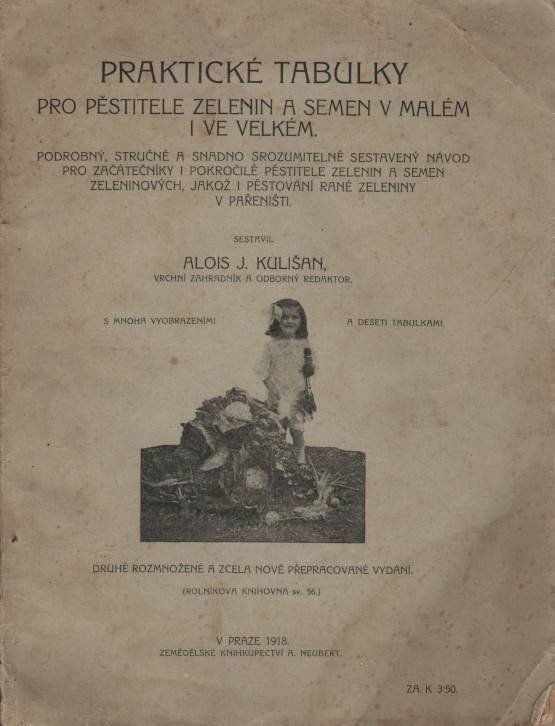 PRAKTICKÉ TABULKY
PRO PĚSTITELE ZELENIN A SEMEN V MALÉM
I VE VELKÉM.
PODROBNÝ, STRUČNĚ A SNADNO SROZUMITELNĚ SESTAVENÝ NÁVOD
PRO ZAČÁTEČNÍKY I POKROČILÉ PĚSTITELE ZELENIN A SEMEN
ZELENINOVÝCH, JAKOŽ I PĚSTOVÁNÍ RANÉ ZELENINY
V PAŘENIŠTI.
SESTAVIL
ALOIS J. KULIŠAN,
VRCHNÍ ZAHRADNÍK A ODBORNÝ REDAKTOR.
S MNOHA VYOBRAZENÍMI A DESETI TABULKAMI.
DRUHÉ ROZMNOŽENÉ A ZCELA NOVĚ PŘEPRACOVANÉ VYDÁNÍ.
(ROLNÍKOVA KNIHOVNA sv. 56.)
V PRAZE 1918.
ZEMĚDĚLSKÉ KNIHKUPECTVÍ A. NEUBERT.
ZA K 3·50.